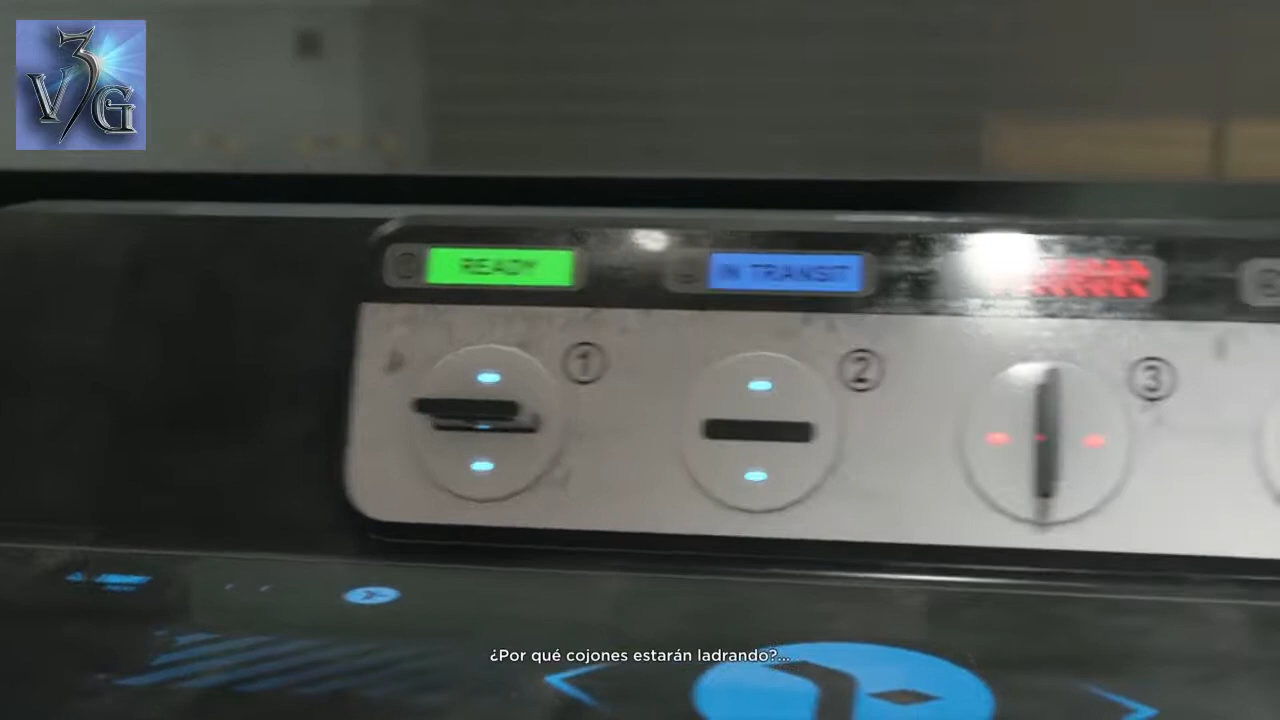 V3G
READY
IN TRANSIT
1
2
3
¿Por qué cojones estarán ladrando?...